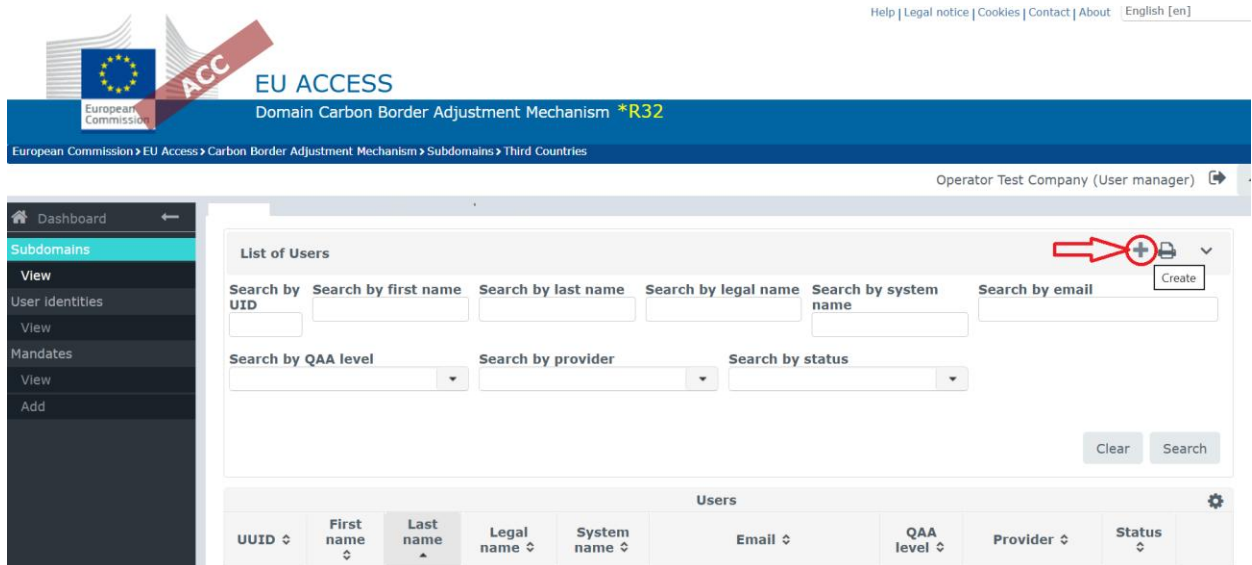 Help | Legal notice | Cookies | Contact | About English [en]
ACC
EU ACCESS
European Commission
Domain Carbon Border Adjustment Mechanism *R32
European Commission > EU Access > Carbon Border Adjustment Mechanism > Subdomains > Third Countries
Operator Test Company (User manager)
Dashboard
Subdomains
View
User identities
View
Mandates
View
Add
List of Users
Create
Search by UID
Search by first name
Search by last name
Search by legal name
Search by system name
Search by email
Search by QAA level
Search by provider
Search by status
Clear Search
Users
UUID First name Last name Legal name System name Email QAA level Provider Status